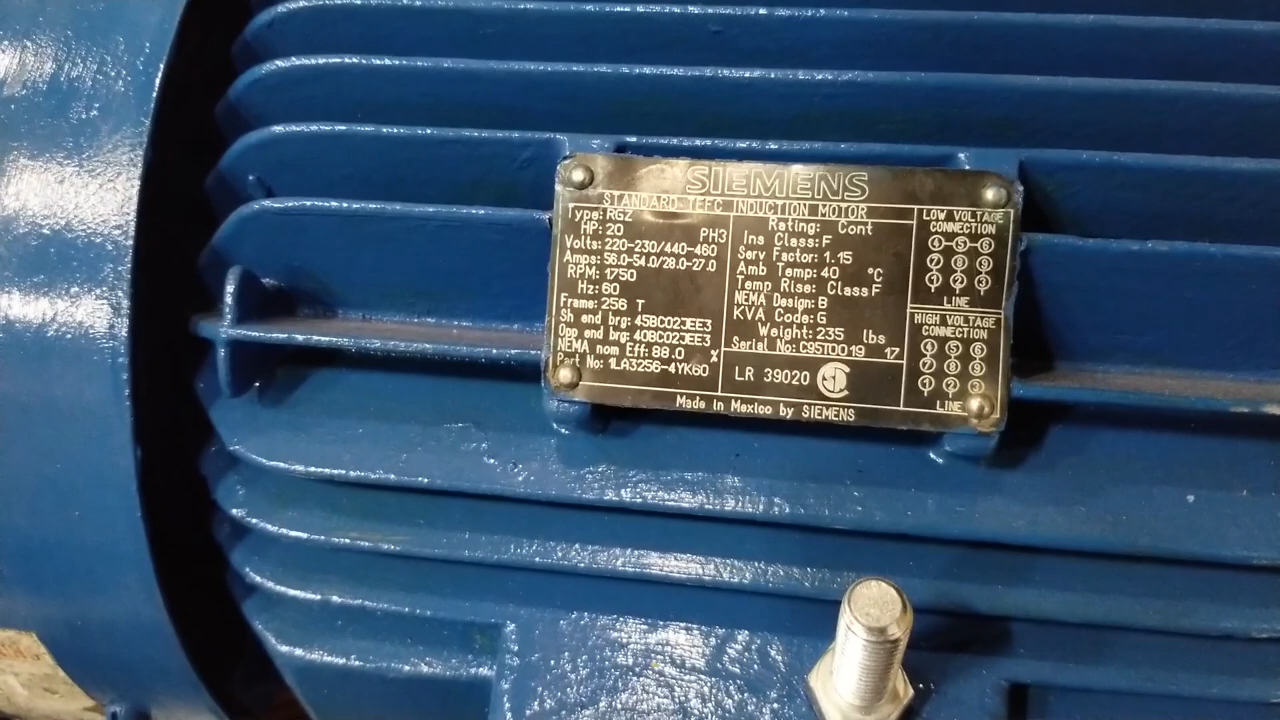 SIEMENS
STANDARD TEFC INDUCTION MOTOR
Type: RGZ
HP: 20 PH3
Volts: 220-230/440-460
Amps: 56.0-54.0/28.0-27.0
RPM: 1750
Hz: 60
Frame: 256 T
Sh end brg: 45BC02JEE3
Opp end brg: 40BC02JEE3
NEMA nom Eff: 88.0 %
Part No: 1LA3256-4YK60
Rating: Cont
Ins Class: F
Serv Factor: 1.15
Amb Temp: 40 °C
Temp Rise: Class F
NEMA Design: B
KVA Code: G
Weight: 235 lbs
Serial No: C95T0019 17
LR 39020 SP
LOW VOLTAGE
CONNECTION
4 5 6
7 8 9
1 2 3
LINE
HIGH VOLTAGE
CONNECTION
4 5 6
7 8 9
1 2 3
LINE
Made in Mexico by SIEMENS